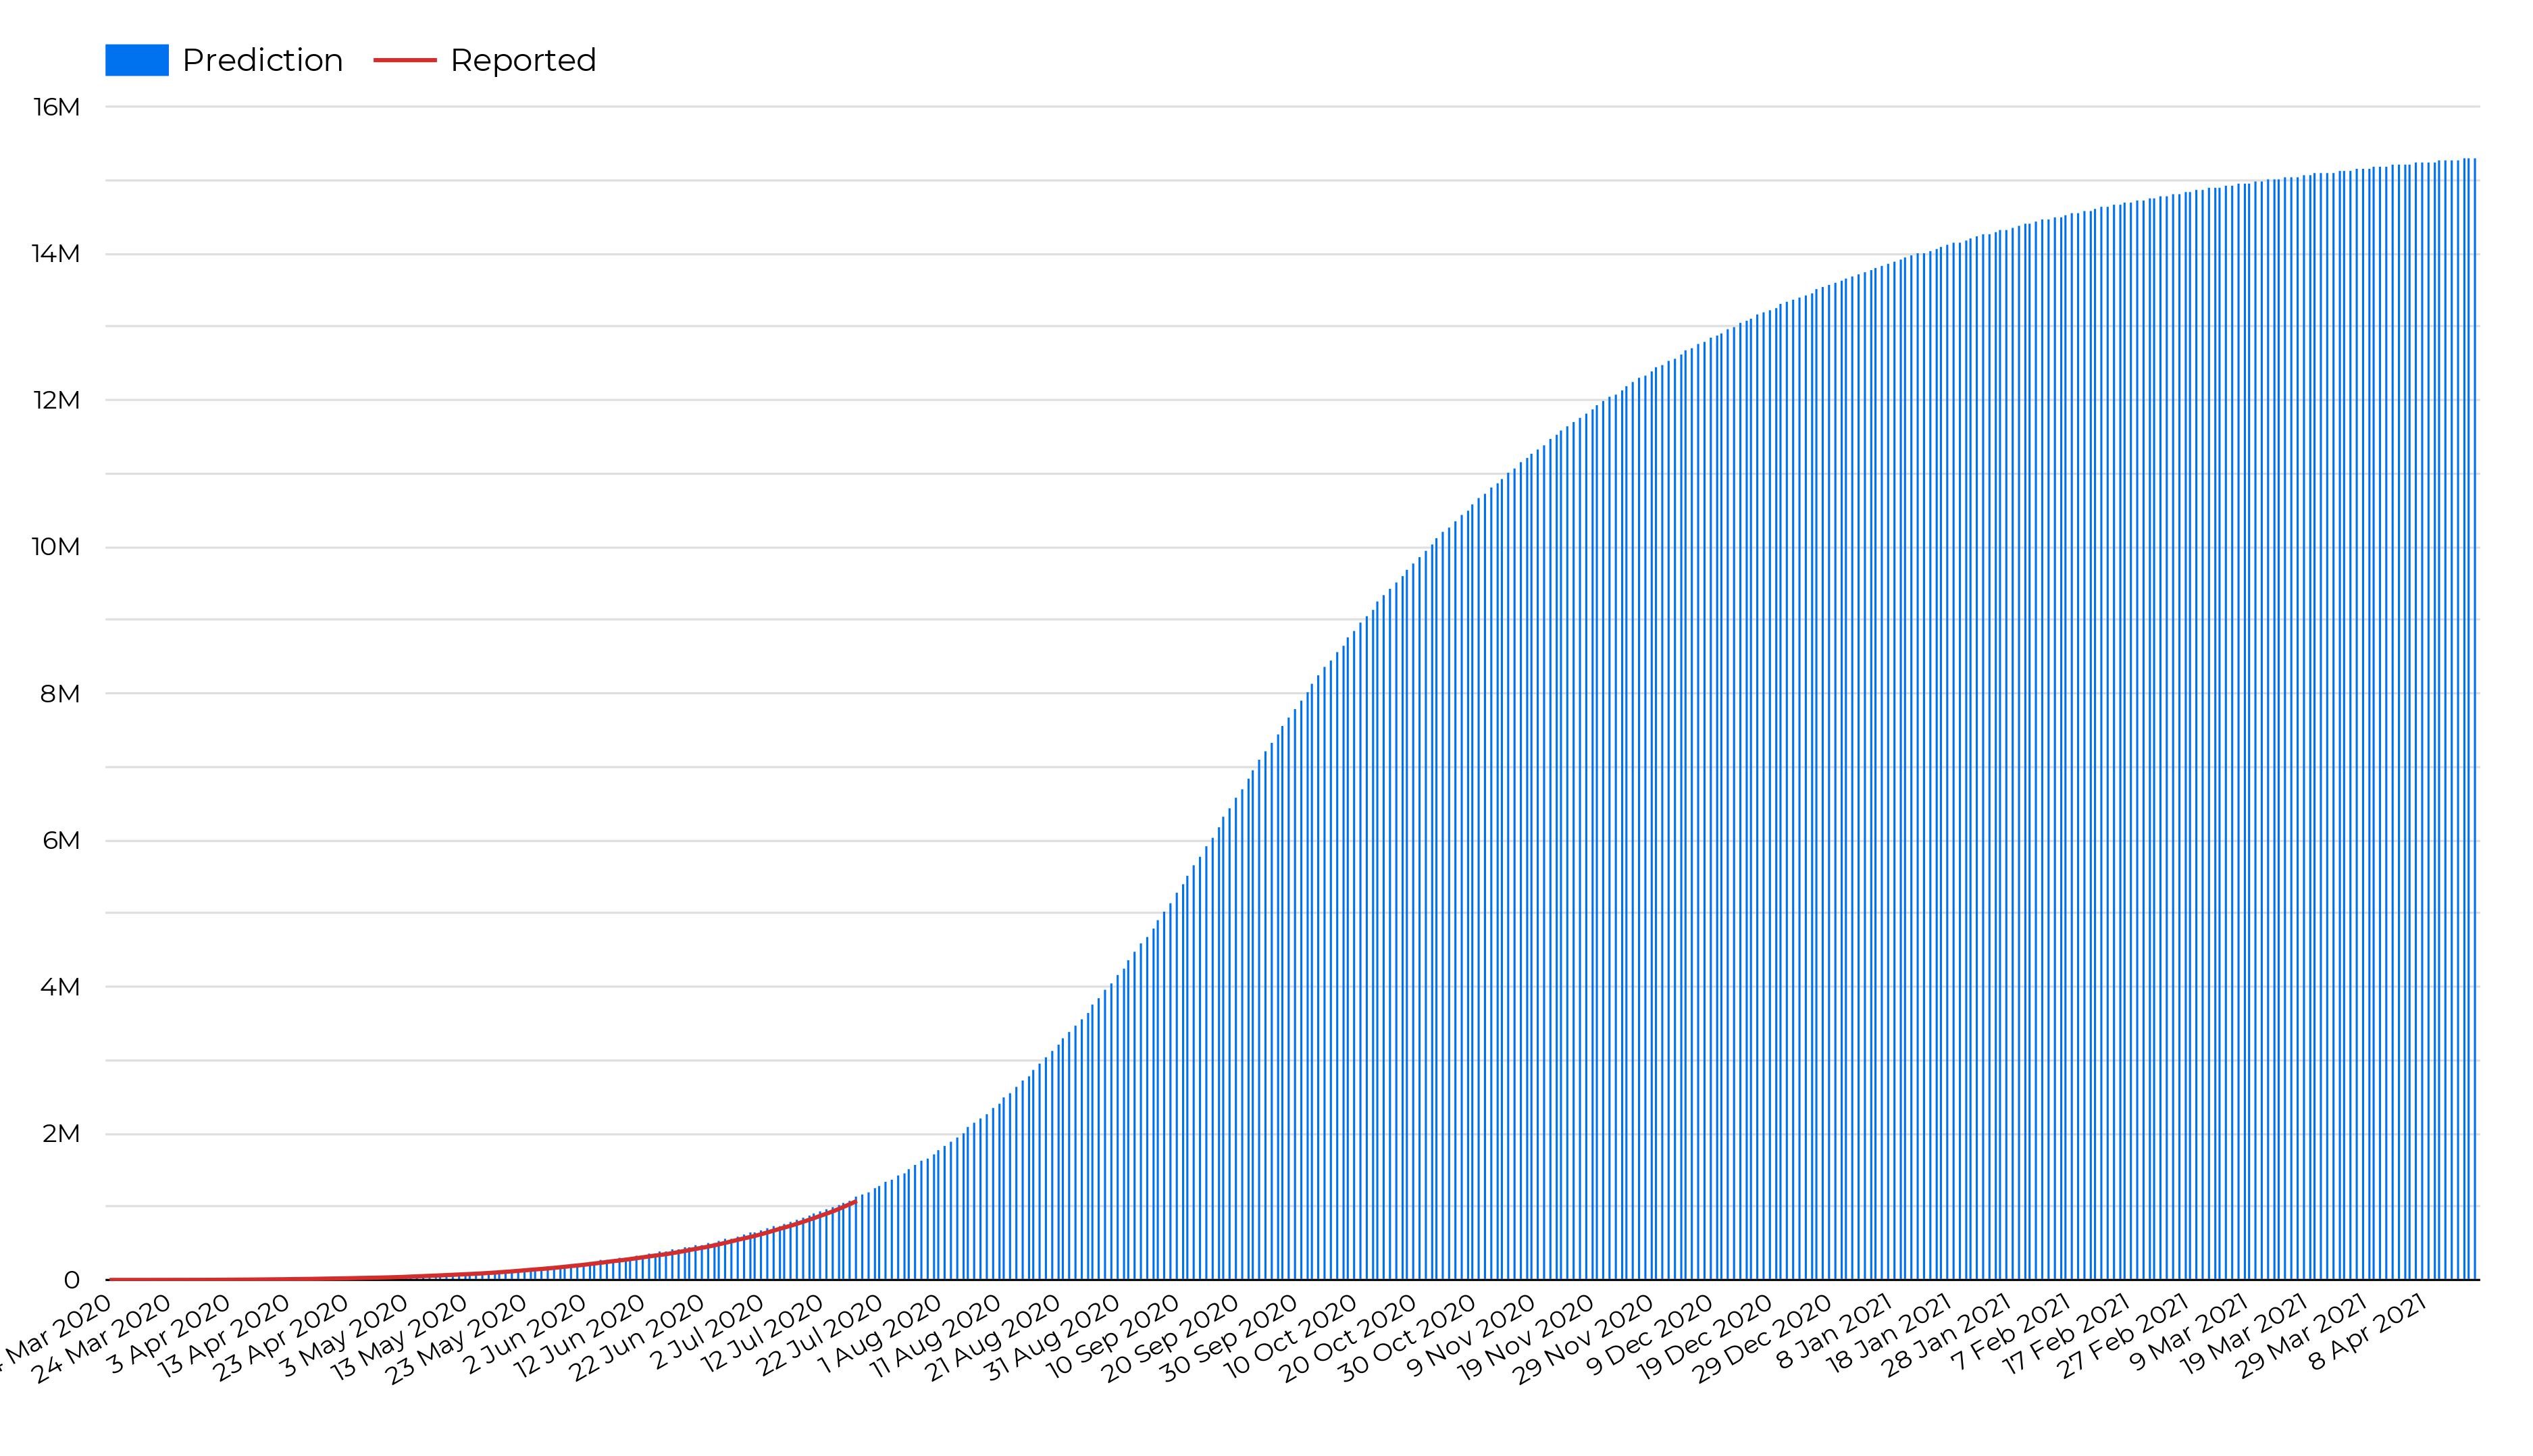 Prediction Reported
16M
14M
12M
10M
8M
6M
4M
2M
0
Mar 2020
24 Mar 2020
3 Apr 2020
13 Apr 2020
23 Apr 2020
3 May 2020
13 May 2020
23 May 2020
2 Jun 2020
12 Jun 2020
22 Jun 2020
2 Jul 2020
12 Jul 2020
22 Jul 2020
1 Aug 2020
11 Aug 2020
21 Aug 2020
31 Aug 2020
10 Sep 2020
20 Sep 2020
30 Sep 2020
10 Oct 2020
20 Oct 2020
30 Oct 2020
9 Nov 2020
19 Nov 2020
29 Nov 2020
9 Dec 2020
19 Dec 2020
29 Dec 2020
8 Jan 2021
18 Jan 2021
28 Jan 2021
7 Feb 2021
17 Feb 2021
27 Feb 2021
9 Mar 2021
19 Mar 2021
29 Mar 2021
8 Apr 2021